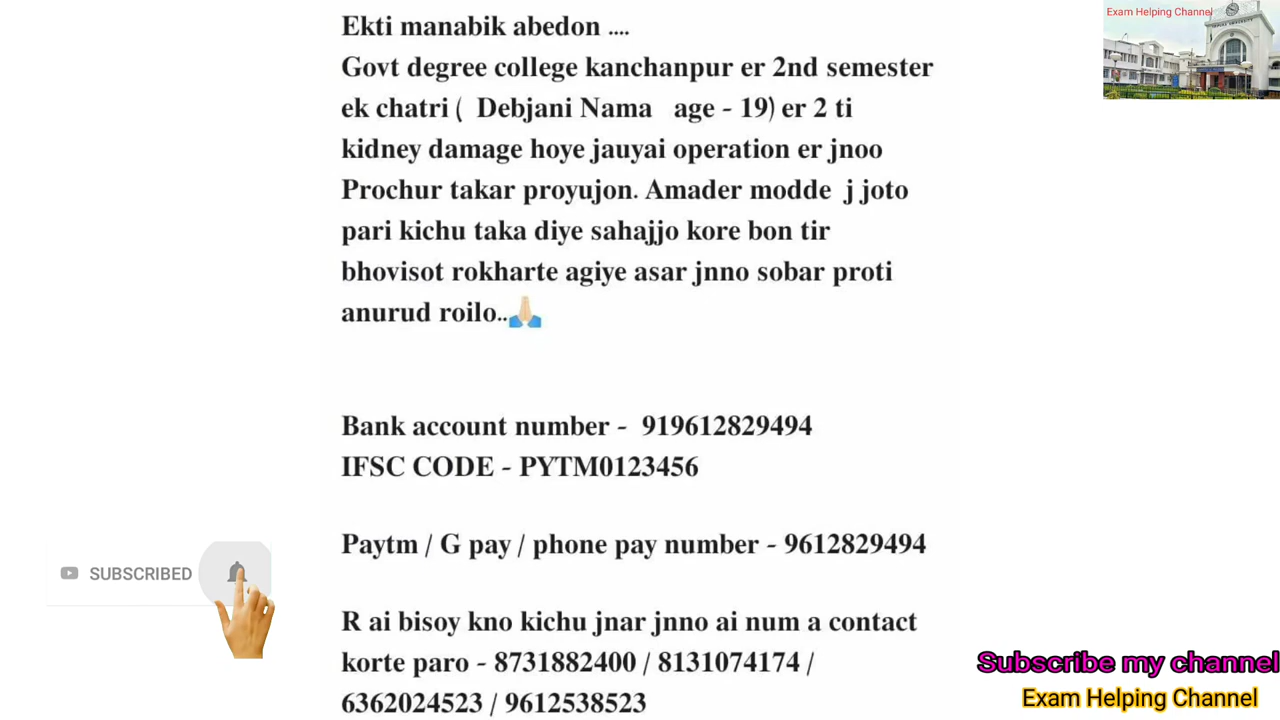 Exam Helping Channel
Ekti manabik abedon ....
Govt degree college kanchanpur er 2nd semester
ek chatri ( Debjani Nama age - 19) er 2 ti
kidney damage hoye jauyai operation er jnoo
Prochur takar proyujon. Amader modde j joto
pari kichu taka diye sahajjo kore bon tir
bhovisot rokharte agiye asar jnno sobar proti
anurud roilo..🙏🏻
Bank account number - 919612829494
IFSC CODE - PYTM0123456
Paytm / G pay / phone pay number - 9612829494
SUBSCRIBED
R ai bisoy kno kichu jnar jnno ai num a contact
korte paro - 8731882400 / 8131074174 /
6362024523 / 9612538523
Subscribe my channel
Exam Helping Channel